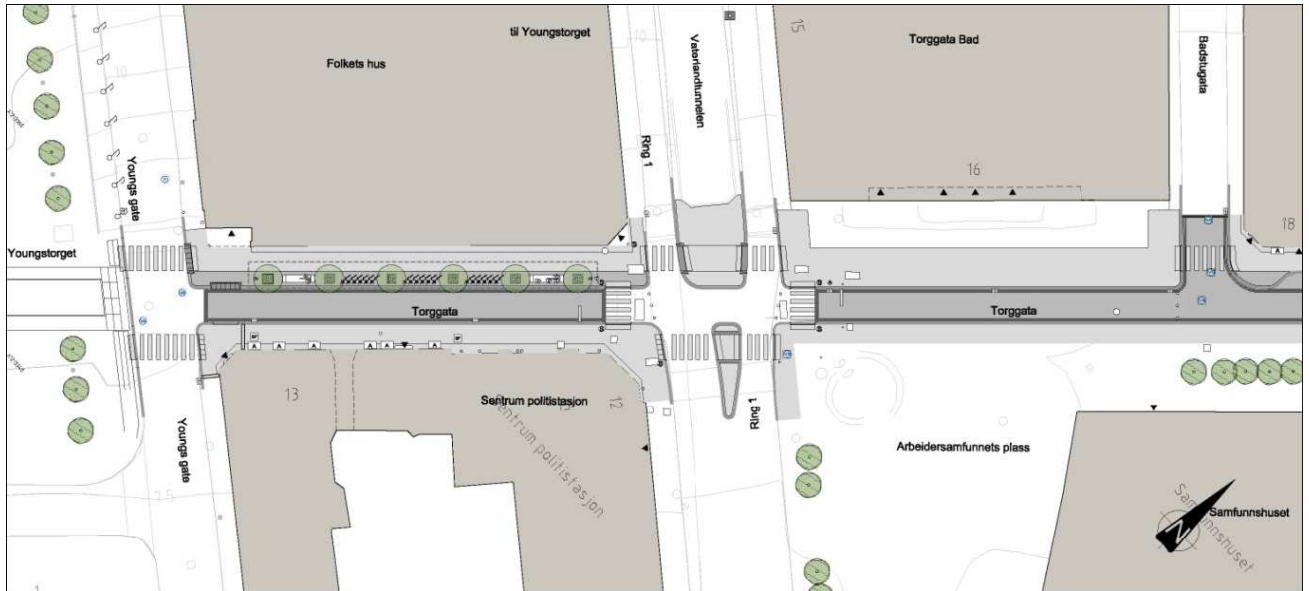 til Youngstorget
Folkets hus
Vaterlandtunnelen
15
Torggata Bad
Badstugata
Ring 1
16
Youngs gate
18
Youngstorget
Torggata
Torggata
13
Sentrum politistasjon
12
Sentrum politistasjon
Ring 1
Arbeidersamfunnets plass
Youngs gate
Samfunnshuset
Samfunnshuset
N